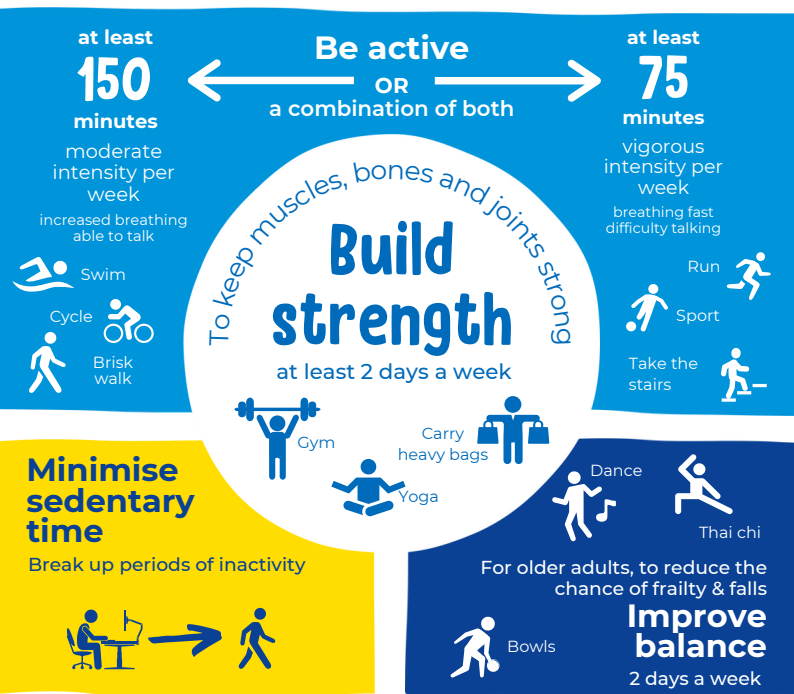 at least
150
minutes
moderate
intensity per
week
increased breathing
able to talk
Swim
Cycle
Brisk
walk
Be active
OR
a combination of both
at least
75
minutes
vigorous
intensity per
week
breathing fast
difficulty talking
Run
Sport
Take the
stairs
To keep muscles, bones and joints strong
Build
strength
at least 2 days a week
Gym
Carry
heavy bags
Yoga
Minimise
sedentary
time
Break up periods of inactivity
Dance
Thai chi
For older adults, to reduce the
chance of frailty & falls
Improve
balance
2 days a week
Bowls